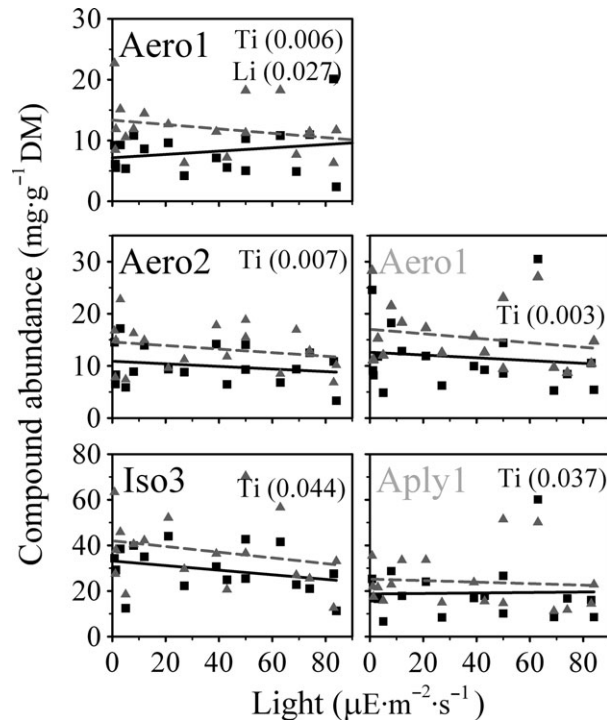 Compound abundance (mg·g⁻¹ DM)
30
20
10
0
Aero1
Ti (0.006)
Li (0.027)
30
20
10
0
Aero2
Ti (0.007)
Aero1
Ti (0.003)
80
60
40
20
0
Iso3
Ti (0.044)
Aply1
Ti (0.037)
0 20 40 60 80 0 20 40 60 80
Light (μE·m⁻²·s⁻¹)